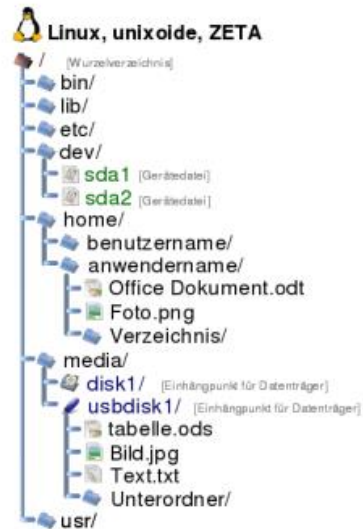 Linux, unixoide, ZETA
/ [Wurzelverzeichnis]
bin/
lib/
etc/
dev/
sda1 [Gerätedatei]
sda2 [Gerätedatei]
home/
benutzername/
anwendername/
Office Dokument.odt
Foto.png
Verzeichnis/
media/
disk1/ [Einhängpunkt für Datenträger]
usbdisk1/ [Einhängpunkt für Datenträger]
tabelle.ods
Bild.jpg
Text.txt
Unterordner/
usr/